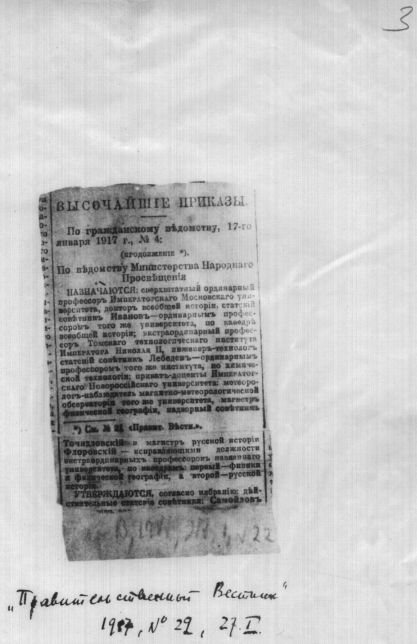 3
ВЫСОЧАЙШІЕ ПРИКАЗЫ.
По гражданскому вѣдомству, 17-го
января 1917 г., № 4:
(продолженіе *).
По вѣдомству Министерства Народнаго
Просвѣщенія
НАЗНАЧАЮТСЯ: сверхштатный ординарный
профессоръ Императорскаго Московскаго уни-
верситета, докторъ всеобщей исторіи, статскій
совѣтникъ Ивановъ—ординарнымъ профес-
соромъ того же университета, по каѳедрѣ
всеобщей исторіи; экстраординарный профес-
соръ Томскаго технологическаго института
Императора Николая II, инженеръ-технологъ
статскій совѣтникъ Лебедевъ—ординарнымъ
профессоромъ того же института, по химиче-
ской технологіи; приватъ-доценты Император-
скаго Новороссійскаго университета: метеоро-
логъ-наблюдатель магнитно-метеорологической
обсерваторіи того же университета, магистръ
физической географіи, надворный совѣтникъ
*) См. № 21 «Правит. Вѣстн.».
Точидловскій и магистръ русской исторіи
Флоровскій — исправляющими должности
экстраординарныхъ профессоровъ названнаго
университета, по каѳедрамъ: первый—физики
и физической географіи, а второй—русской
исторіи.
УТВЕРЖДАЮТСЯ, согласно избранію: дѣй-
ствительные статскіе совѣтники: Самойловъ
22
„Правительственный Вестник"
1917, № 22, 27.I.